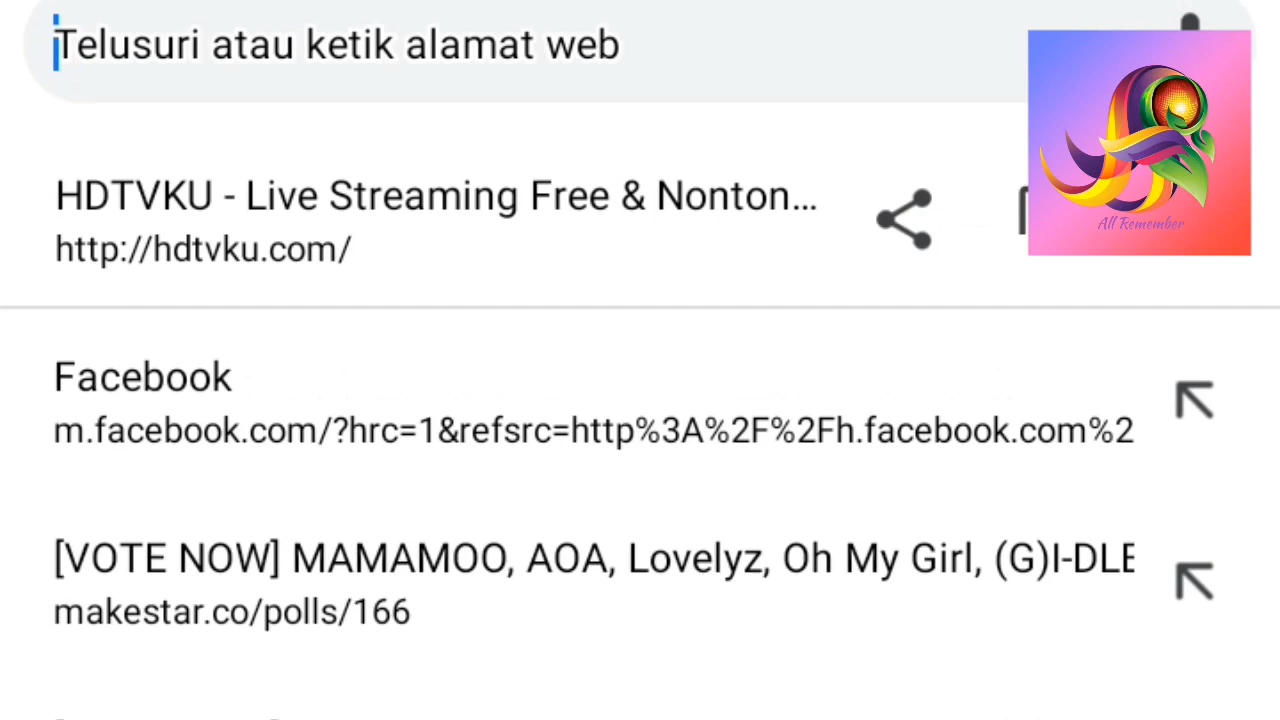 Telusuri atau ketik alamat web
All Remember
HDTVKU - Live Streaming Free & Nonton...
http://hdtvku.com/
Facebook
m.facebook.com/?hrc=1&refsrc=http%3A%2F%2Fh.facebook.com%2
[VOTE NOW] MAMAMOO, AOA, Lovelyz, Oh My Girl, (G)I-DLE
makestar.co/polls/166